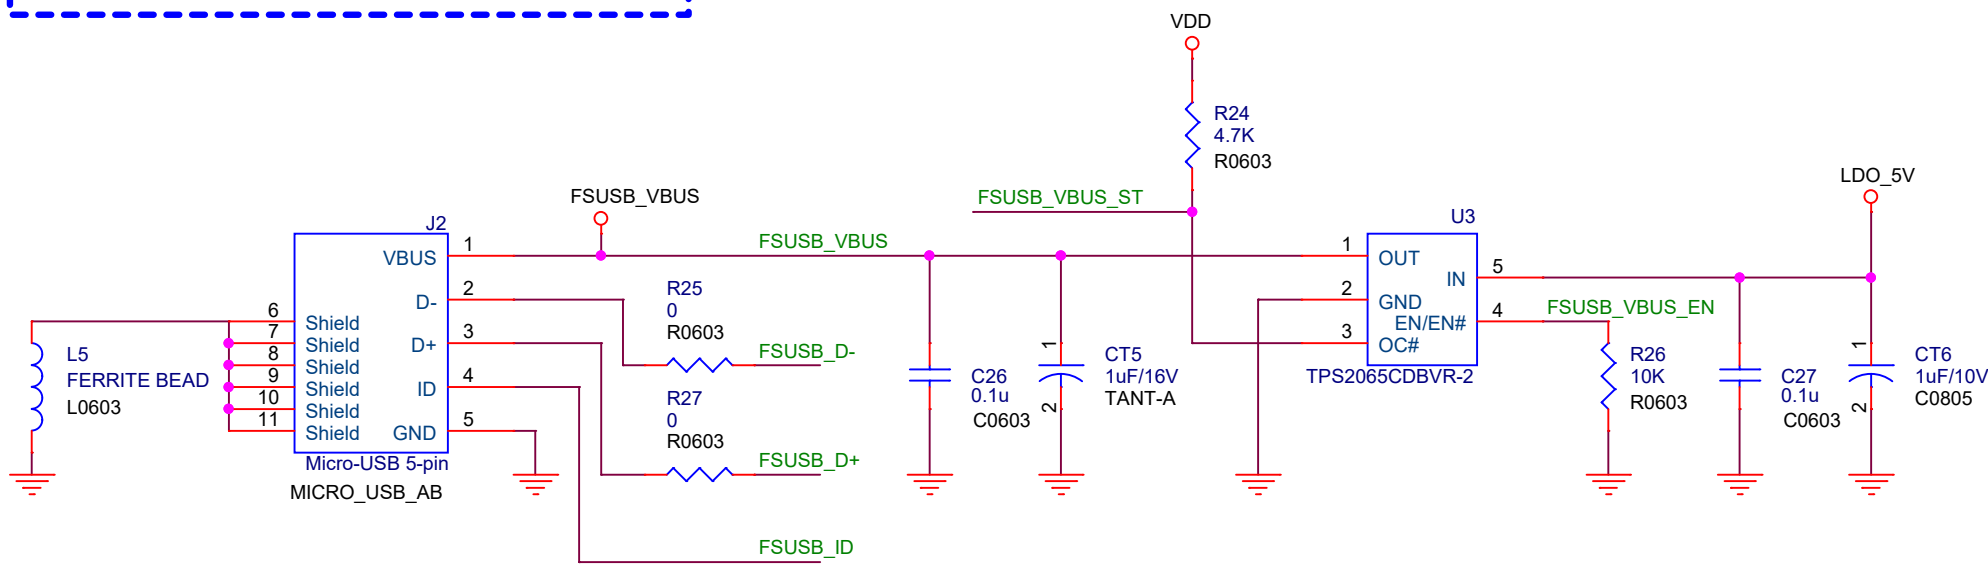 VDD
R24
4.7K
R0603
FSUSB_VBUS
FSUSB_VBUS_ST
LDO_5V
J2
U3
VBUS
1
FSUSB_VBUS
1
OUT
IN
5
D-
2
R25
0
R0603
2
GND
EN/EN#
4
FSUSB_VBUS_EN
6
Shield
7
Shield
8
Shield
9
Shield
10
Shield
11
Shield
D+
3
FSUSB_D-
3
OC#
TPS2065CDBVR-2
L5
FERRITE BEAD
L0603
ID
4
R27
0
R0603
GND
5
FSUSB_D+
C26
0.1u
C0603
1
2
CT5
1uF/16V
TANT-A
R26
10K
R0603
C27
0.1u
C0603
1
2
CT6
1uF/10V
C0805
Micro-USB 5-pin
MICRO_USB_AB
FSUSB_ID